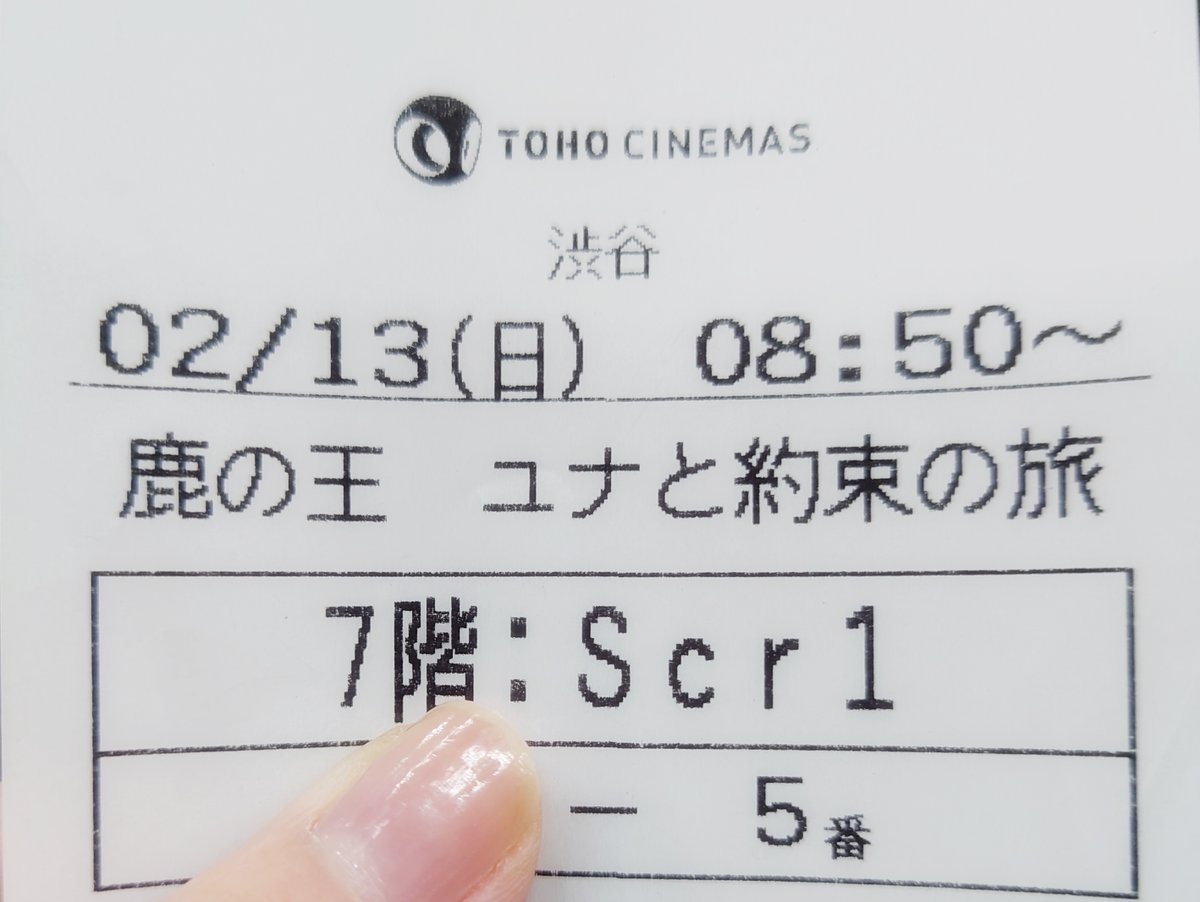 TOHO CINEMAS
渋谷
02/13(日) 08:50～
鹿の王 ユナと約束の旅
7階:Scr1
− 5番